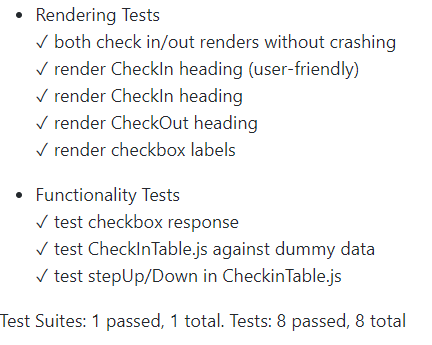 • Rendering Tests
✓ both check in/out renders without crashing
✓ render CheckIn heading (user-friendly)
✓ render CheckIn heading
✓ render CheckOut heading
✓ render checkbox labels
• Functionality Tests
✓ test checkbox response
✓ test CheckInTable.js against dummy data
✓ test stepUp/Down in CheckinTable.js
Test Suites: 1 passed, 1 total. Tests: 8 passed, 8 total